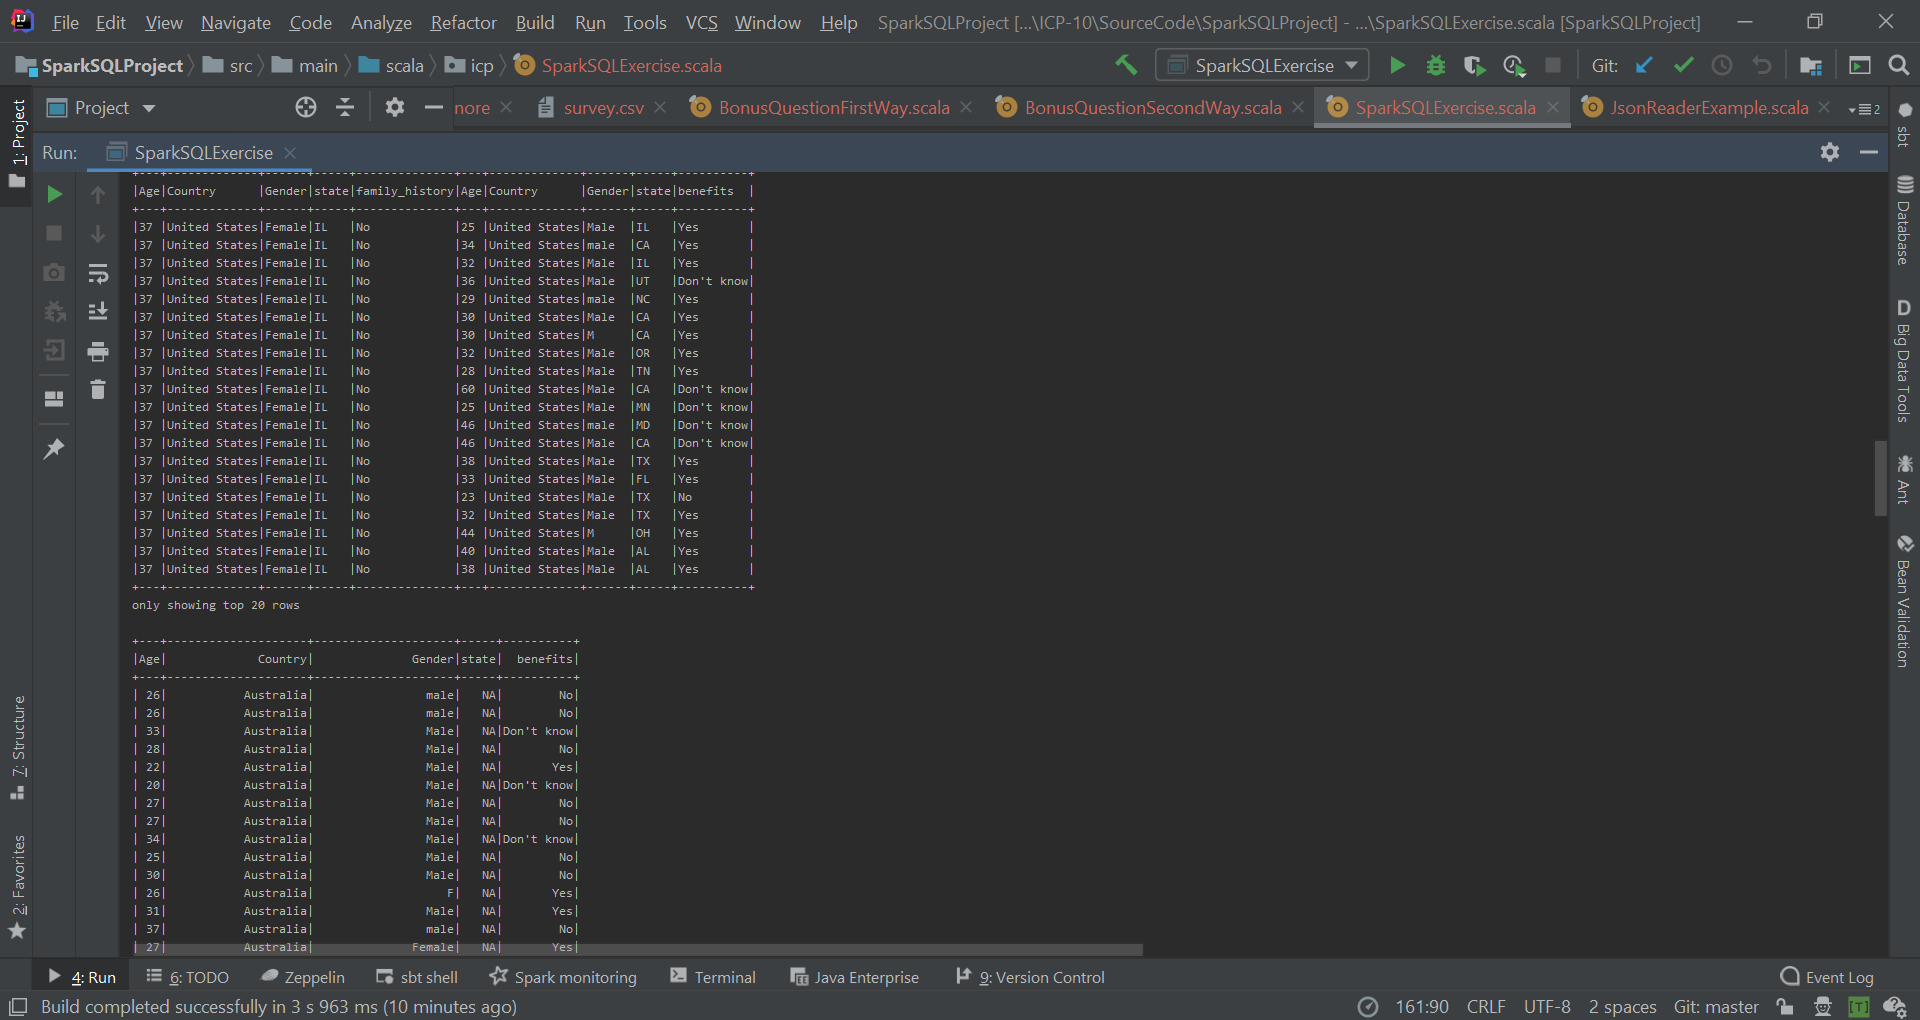 File Edit View Navigate Code Analyze Refactor Build Run Tools VCS Window Help SparkSQLProject [...\ICP-10\SourceCode\SparkSQLProject] - ...\SparkSQLExercise.scala [SparkSQLProject]
SparkSQLProject src main scala icp SparkSQLExercise.scala SparkSQLExercise Git:
Project nore survey.csv BonusQuestionFirstWay.scala BonusQuestionSecondWay.scala SparkSQLExercise.scala JsonReaderExample.scala 2
Run: SparkSQLExercise
1: Project
7: Structure
2: Favorites
sbt
Database
D Big Data Tools
Ant
Bean Validation
+---+-------------+------+-----+--------------+---+-------------+------+-----+----------+
|Age|Country      |Gender|state|family_history|Age|Country      |Gender|state|benefits  |
+---+-------------+------+-----+--------------+---+-------------+------+-----+----------+
|37 |United States|Female|IL   |No            |25 |United States|Male  |IL   |Yes       |
|37 |United States|Female|IL   |No            |34 |United States|male  |CA   |Yes       |
|37 |United States|Female|IL   |No            |32 |United States|Male  |IL   |Yes       |
|37 |United States|Female|IL   |No            |36 |United States|Male  |UT   |Don't know|
|37 |United States|Female|IL   |No            |29 |United States|male  |NC   |Yes       |
|37 |United States|Female|IL   |No            |30 |United States|Male  |CA   |Yes       |
|37 |United States|Female|IL   |No            |30 |United States|M     |CA   |Yes       |
|37 |United States|Female|IL   |No            |32 |United States|Male  |OR   |Yes       |
|37 |United States|Female|IL   |No            |28 |United States|Male  |TN   |Yes       |
|37 |United States|Female|IL   |No            |60 |United States|Male  |CA   |Don't know|
|37 |United States|Female|IL   |No            |25 |United States|Male  |MN   |Don't know|
|37 |United States|Female|IL   |No            |46 |United States|male  |MD   |Don't know|
|37 |United States|Female|IL   |No            |46 |United States|Male  |CA   |Don't know|
|37 |United States|Female|IL   |No            |38 |United States|Male  |TX   |Yes       |
|37 |United States|Female|IL   |No            |33 |United States|Male  |FL   |Yes       |
|37 |United States|Female|IL   |No            |23 |United States|Male  |TX   |No        |
|37 |United States|Female|IL   |No            |32 |United States|Male  |TX   |Yes       |
|37 |United States|Female|IL   |No            |44 |United States|M     |OH   |Yes       |
|37 |United States|Female|IL   |No            |40 |United States|Male  |AL   |Yes       |
|37 |United States|Female|IL   |No            |38 |United States|Male  |AL   |Yes       |
+---+-------------+------+-----+--------------+---+-------------+------+-----+----------+
only showing top 20 rows
+---+--------------------+--------------------+-----+----------+
|Age|             Country|              Gender|state|  benefits|
+---+--------------------+--------------------+-----+----------+
| 26|           Australia|                male|   NA|        No|
| 26|           Australia|                male|   NA|        No|
| 33|           Australia|                Male|   NA|Don't know|
| 28|           Australia|                Male|   NA|        No|
| 22|           Australia|                Male|   NA|       Yes|
| 20|           Australia|                Male|   NA|Don't know|
| 27|           Australia|                Male|   NA|        No|
| 27|           Australia|                Male|   NA|        No|
| 34|           Australia|                Male|   NA|Don't know|
| 25|           Australia|                Male|   NA|        No|
| 30|           Australia|                Male|   NA|        No|
| 26|           Australia|                   F|   NA|       Yes|
| 31|           Australia|                Male|   NA|       Yes|
| 37|           Australia|                male|   NA|        No|
| 27|           Australia|              Female|   NA|       Yes|
4: Run 6: TODO Zeppelin sbt shell Spark monitoring Terminal Java Enterprise 9: Version Control Event Log
Build completed successfully in 3 s 963 ms (10 minutes ago) 161:90 CRLF UTF-8 2 spaces Git: master [T]